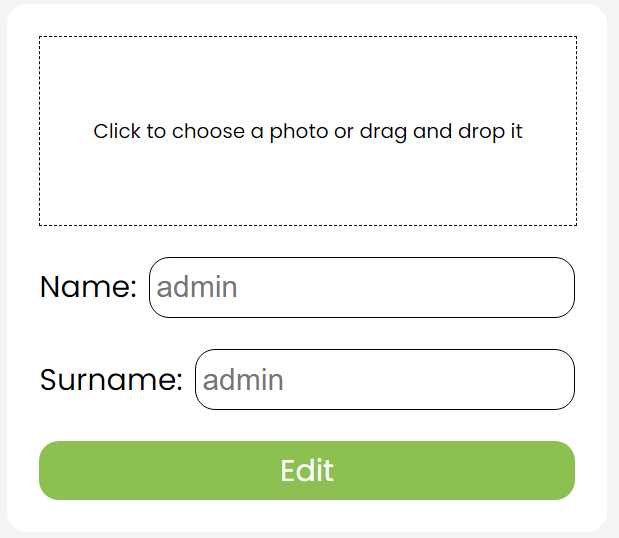 Click to choose a photo or drag and drop it
Name: admin
Surname: admin
Edit